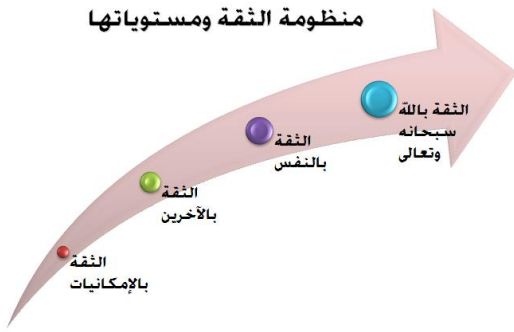 منظومة الثقة ومستوياتها
الثقة بالله
سبحانه
وتعالى
الثقة
بالنفس
الثقة
بالآخرين
الثقة
بالإمكانيات